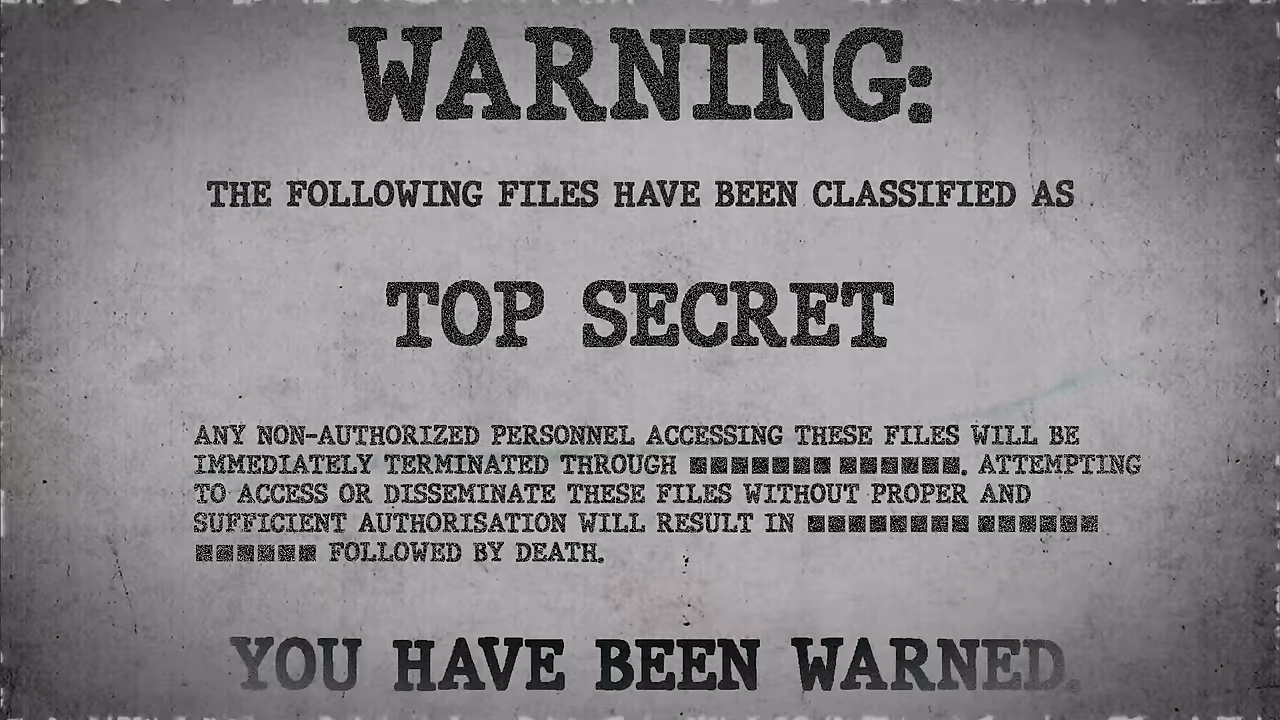 WARNING:
THE FOLLOWING FILES HAVE BEEN CLASSIFIED AS
TOP SECRET
ANY NON-AUTHORIZED PERSONNEL ACCESSING THESE FILES WILL BE
IMMEDIATELY TERMINATED THROUGH ■■■■■■■ ■■■■■■. ATTEMPTING
TO ACCESS OR DISSEMINATE THESE FILES WITHOUT PROPER AND
SUFFICIENT AUTHORISATION WILL RESULT IN ■■■■■■■■ ■■■■■■
■■■■■■ FOLLOWED BY DEATH.
YOU HAVE BEEN WARNED.